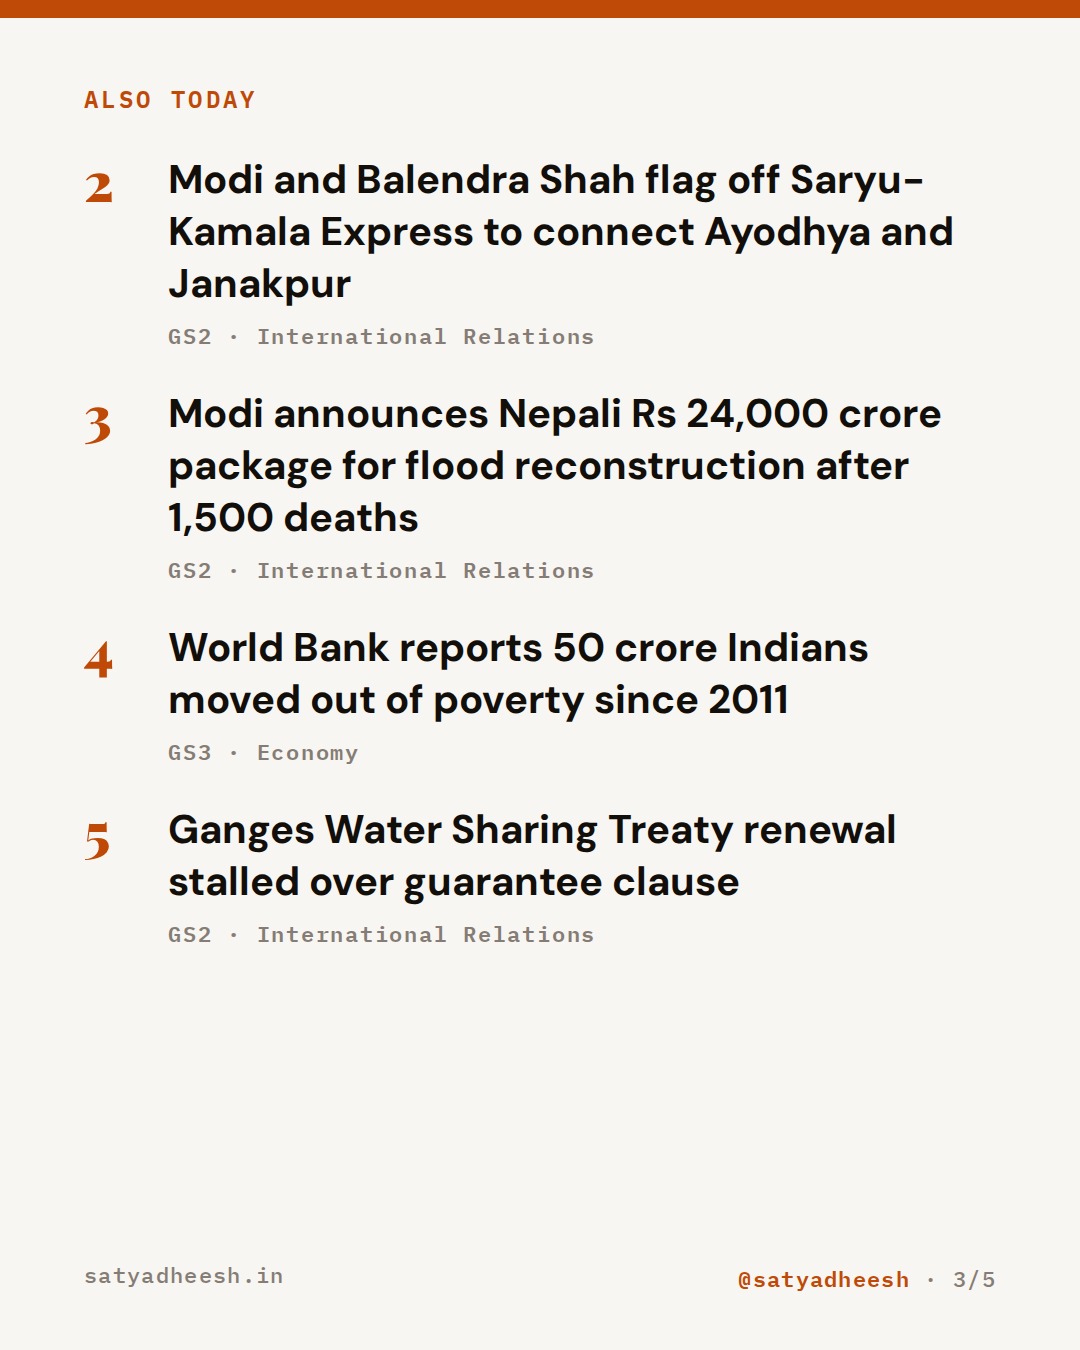 ALSO TODAY
2
Modi and Balendra Shah flag off Saryu-
Kamala Express to connect Ayodhya and
Janakpur
GS2 · International Relations
3
Modi announces Nepali Rs 24,000 crore
package for flood reconstruction after
1,500 deaths
GS2 · International Relations
4
World Bank reports 50 crore Indians
moved out of poverty since 2011
GS3 · Economy
5
Ganges Water Sharing Treaty renewal
stalled over guarantee clause
GS2 · International Relations
satyadheesh.in
@satyadheesh · 3/5